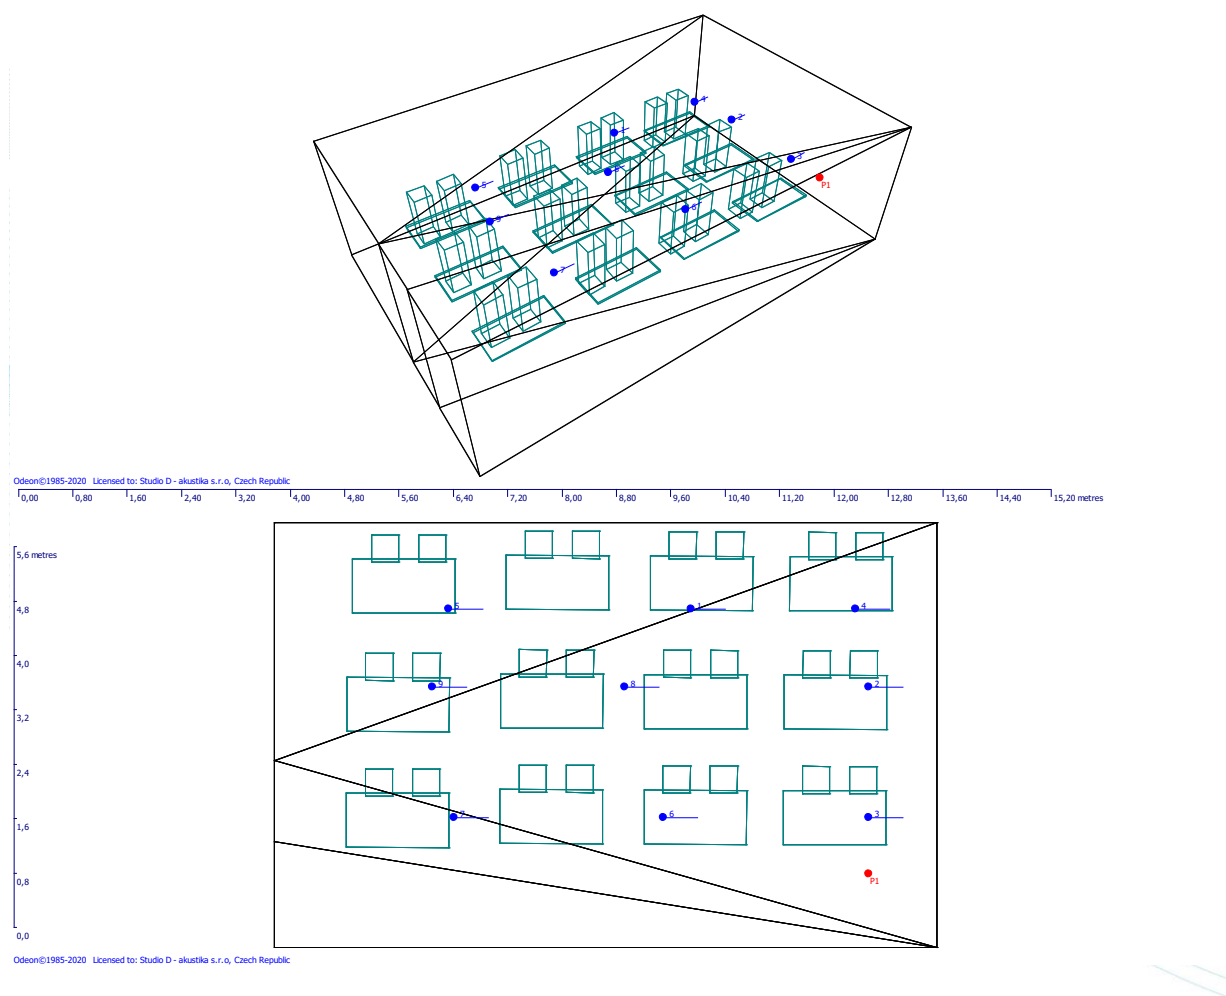 4
2
1
3
P1
8
5
6
9
7
Odeon©1985-2020 Licensed to: Studio D - akustika s.r.o, Czech Republic
0,00 0,80 1,60 2,40 3,20 4,00 4,80 5,60 6,40 7,20 8,00 8,80 9,60 10,40 11,20 12,00 12,80 13,60 14,40 15,20 metres
5,6 metres
4,8
5 1 4
4,0
9 8 2
3,2
2,4
1,6
7 6 3
0,8
P1
0,0
Odeon©1985-2020 Licensed to: Studio D - akustika s.r.o, Czech Republic